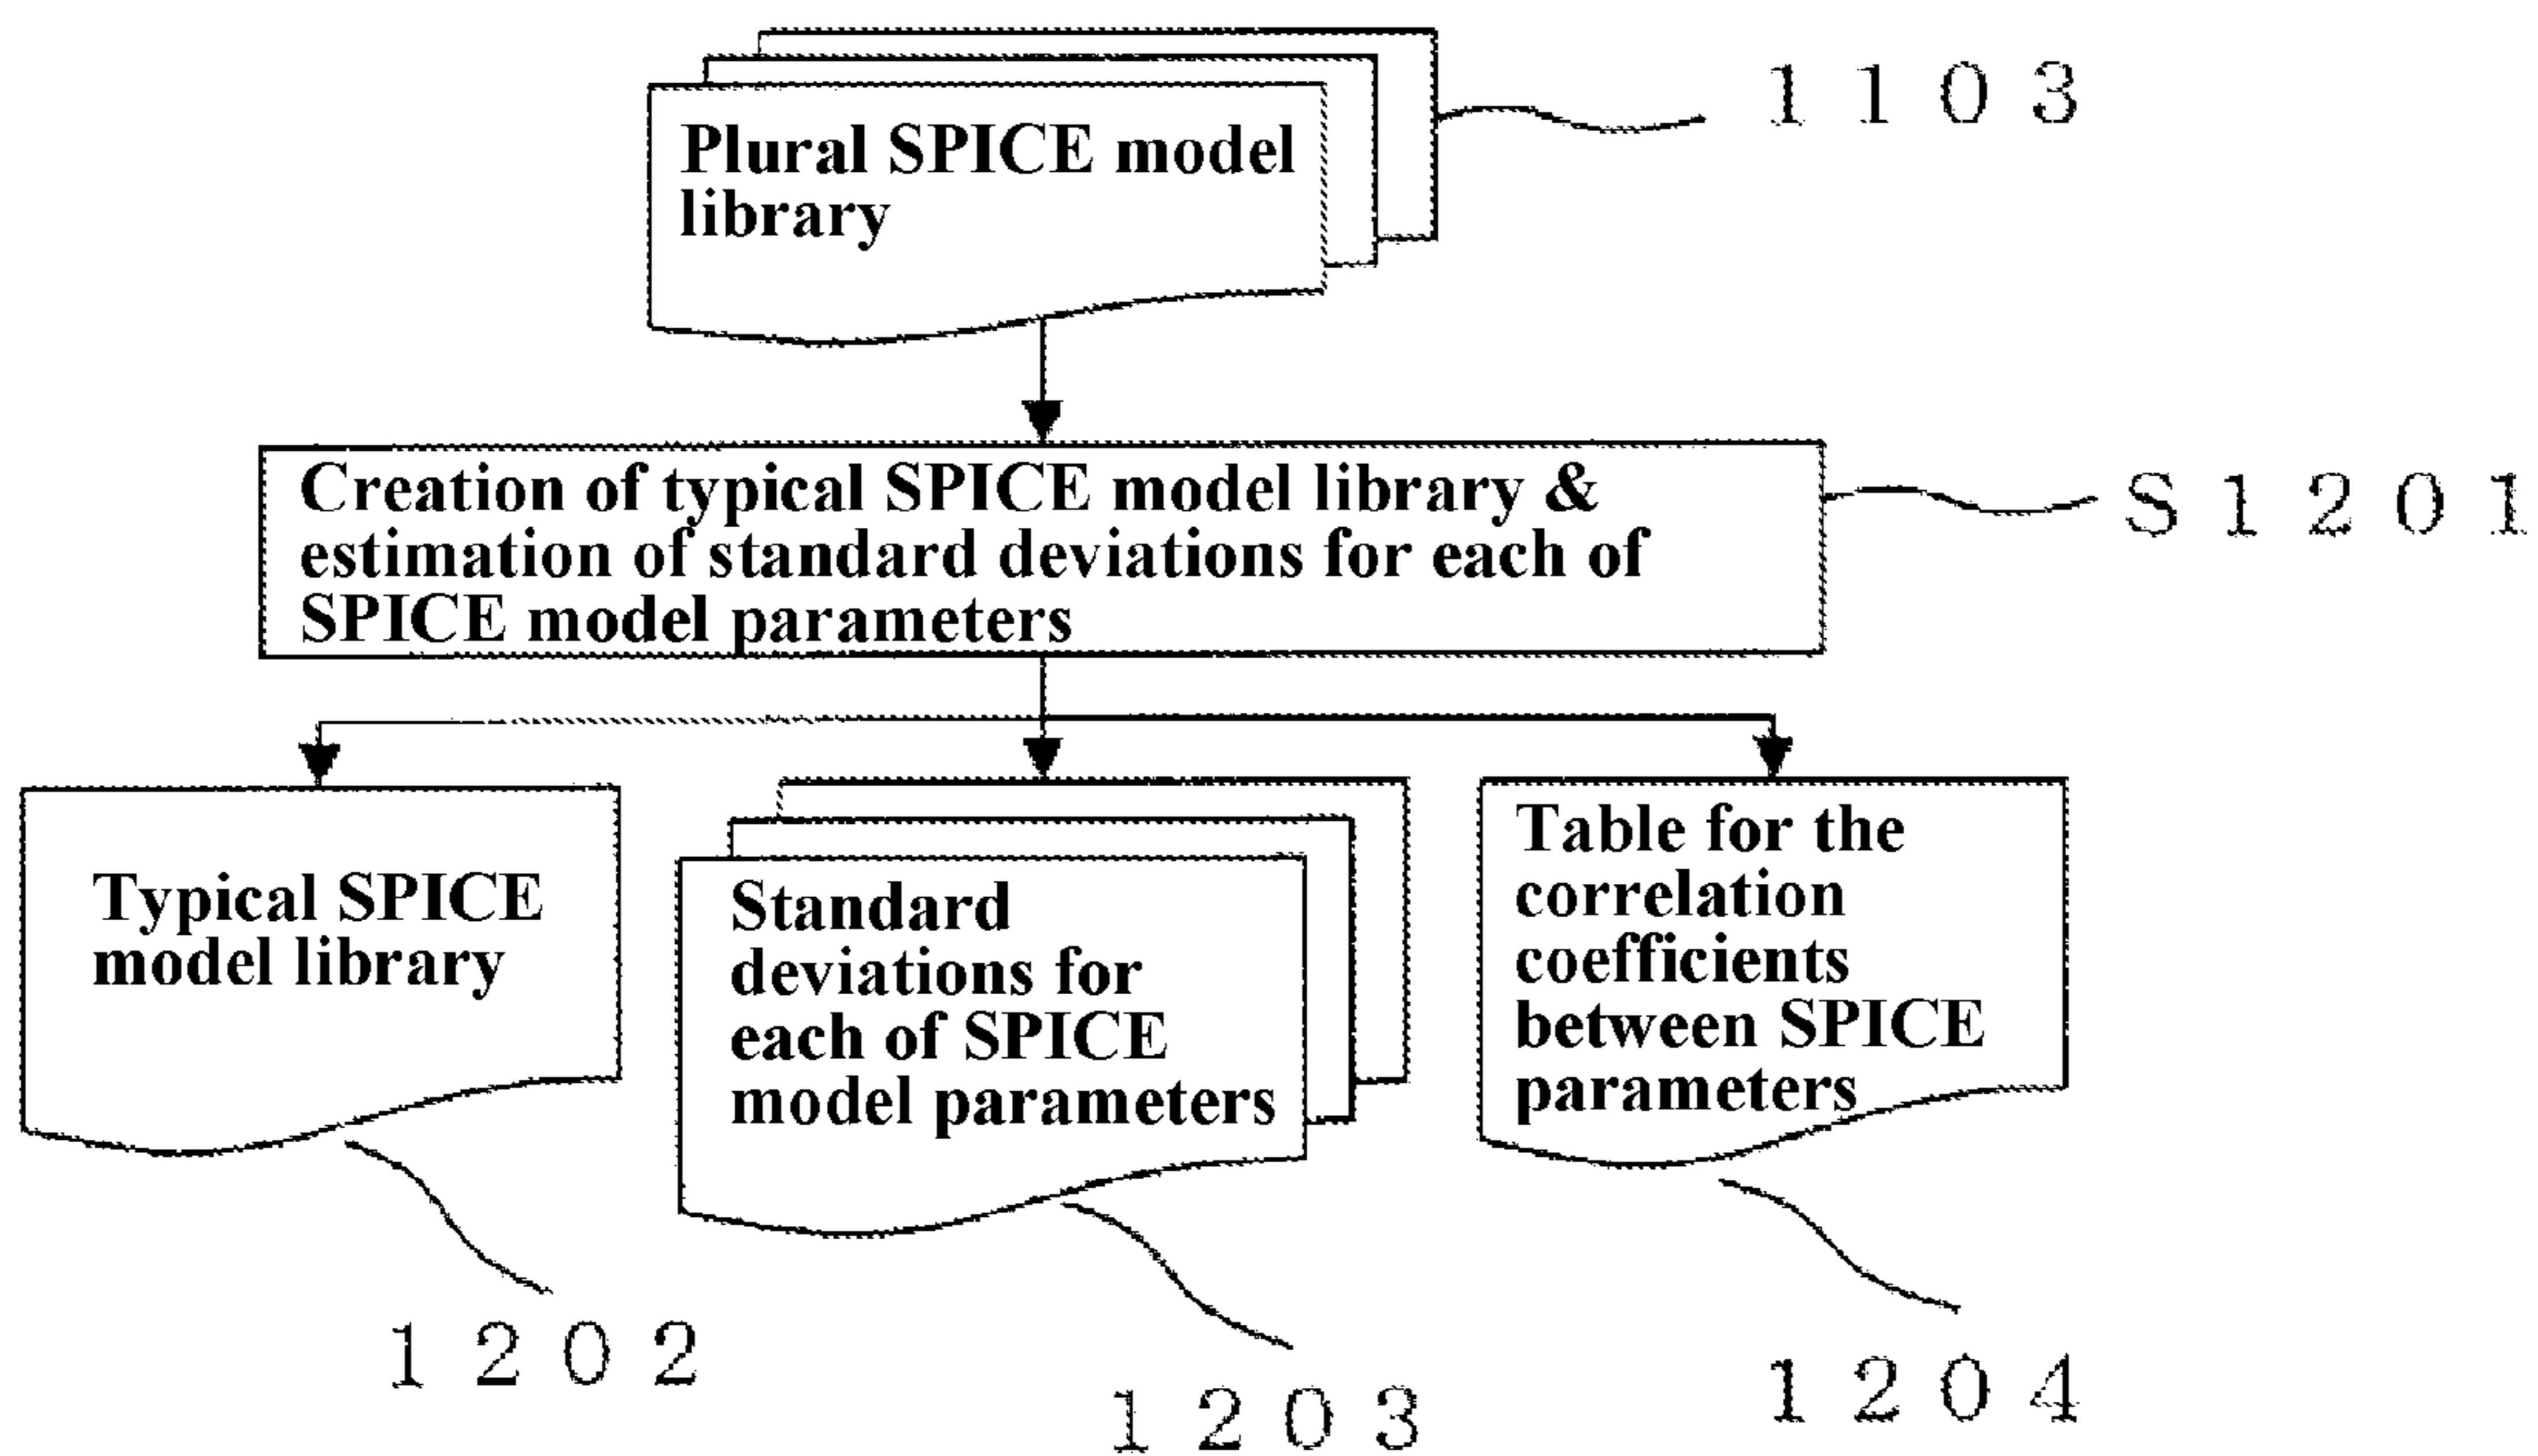 Plural SPICE model
library
1103
Creation of typical SPICE model library &
estimation of standard deviations for each of
SPICE model parameters
S1201
Typical SPICE
model library
Standard
deviations for
each of SPICE
model parameters
Table for the
correlation
coefficients
between SPICE
parameters
1202
1203
1204